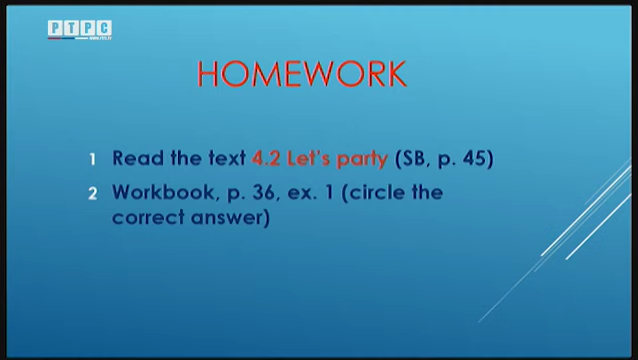 РТРС
HOMEWORK
1 Read the text 4.2 Let's party (SB, p. 45)
2 Workbook, p. 36, ex. 1 (circle the
correct answer)